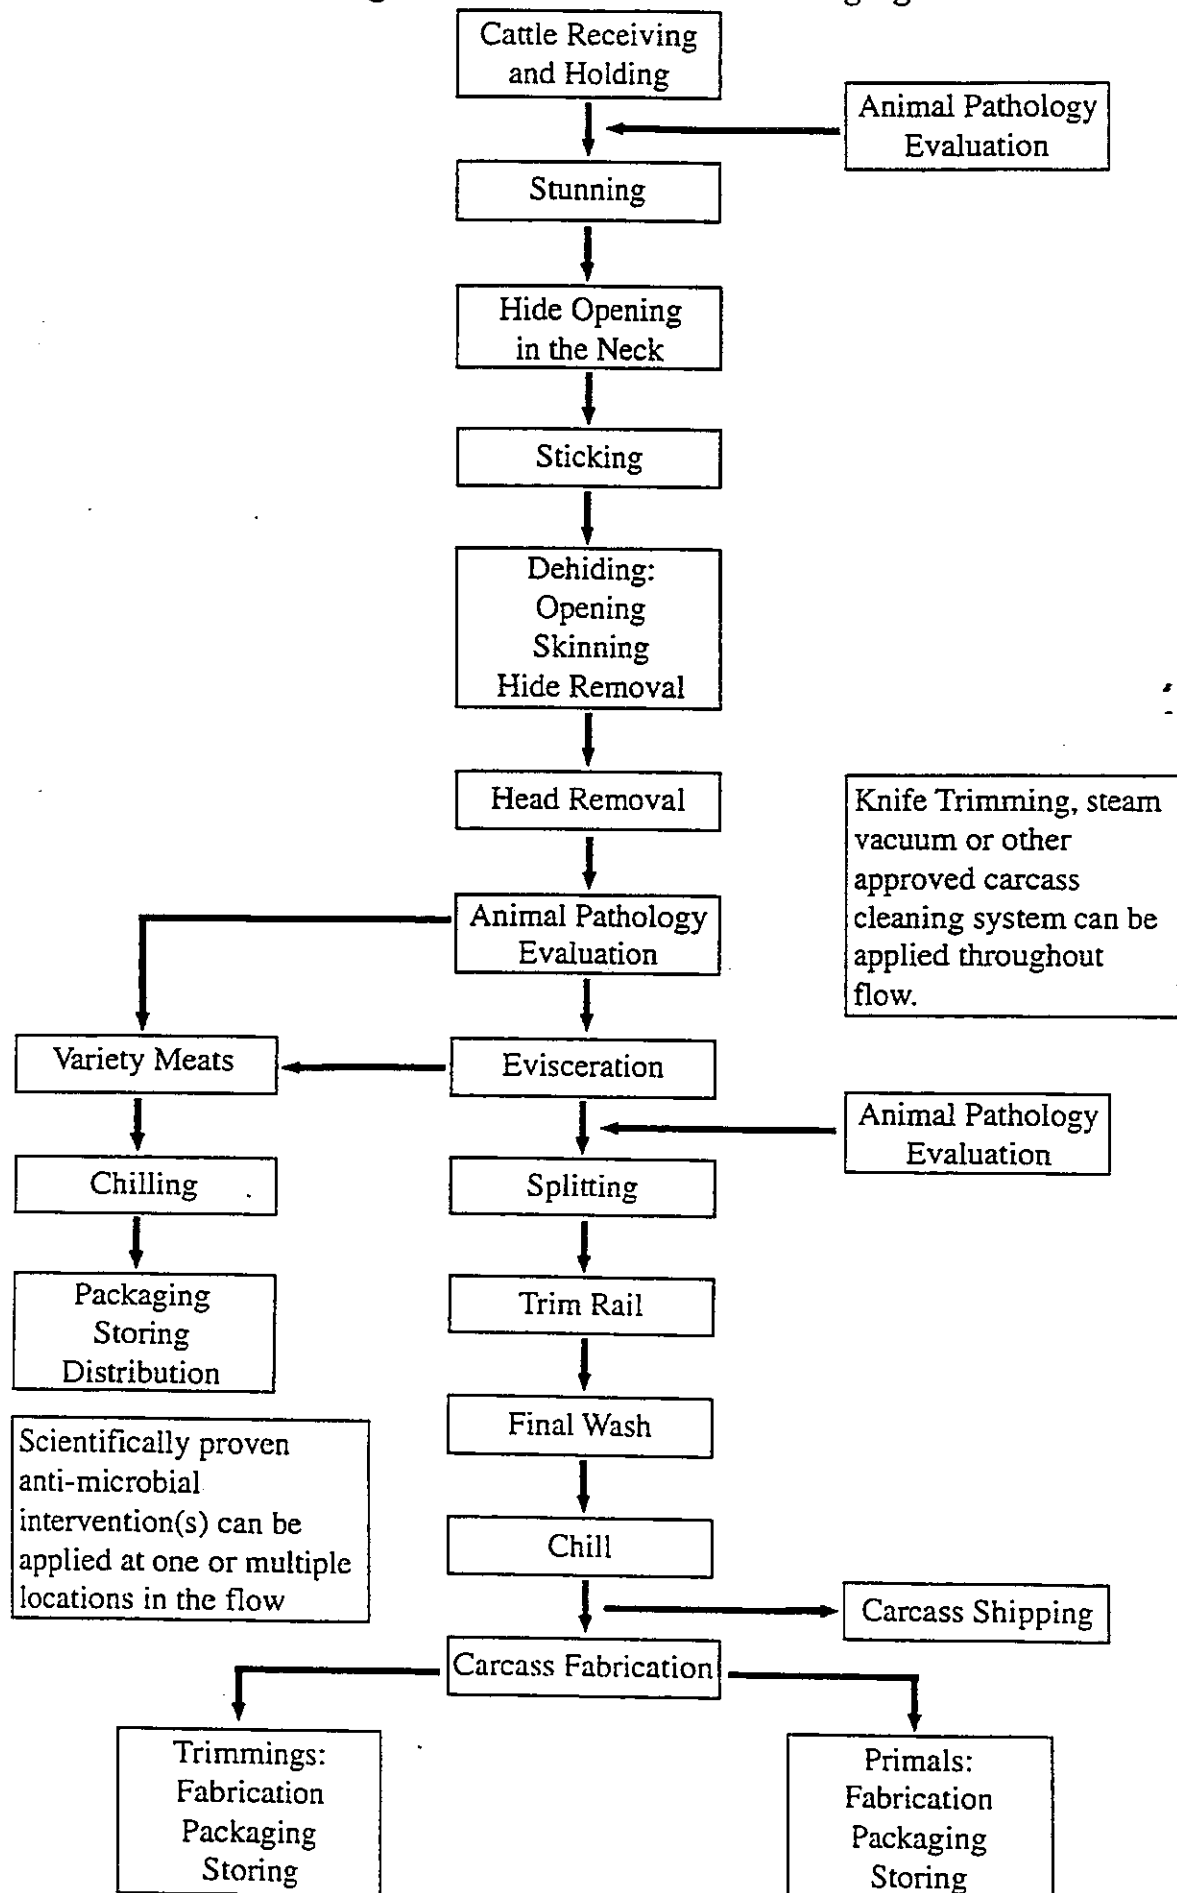 Cattle Receiving
and Holding
Animal Pathology
Evaluation
Stunning
Hide Opening
in the Neck
Sticking
Dehiding:
Opening
Skinning
Hide Removal
Head Removal
Knife Trimming, steam
vacuum or other
approved carcass
cleaning system can be
applied throughout
flow.
Animal Pathology
Evaluation
Variety Meats
Evisceration
Animal Pathology
Evaluation
Chilling
Splitting
Packaging
Storing
Distribution
Trim Rail
Final Wash
Scientifically proven
anti-microbial
intervention(s) can be
applied at one or multiple
locations in the flow
Chill
Carcass Shipping
Carcass Fabrication
Trimmings:
Fabrication
Packaging
Storing
Primals:
Fabrication
Packaging
Storing